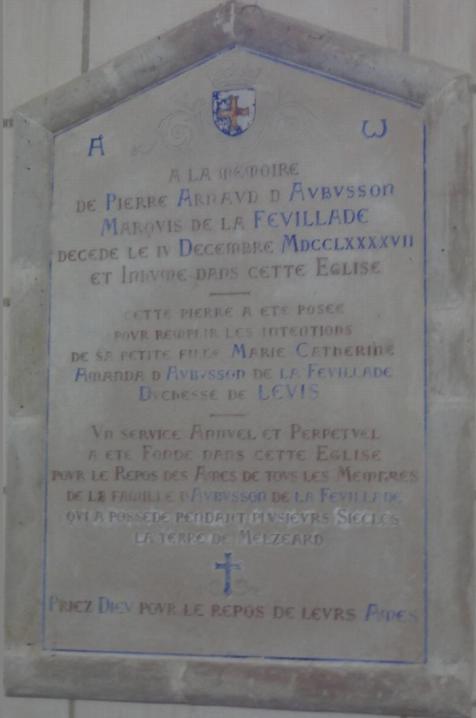 A ω
A LA MEMOIRE
DE PIERRE ARNAVD D AVBVSSON
MARQVIS DE LA FEVILLADE
DECEDE LE IV DECEMBRE MDCCLXXXXVII
ET INHVME DANS CETTE EGLISE
CETTE PIERRE A ETE POSEE
POVR REMPLIR LES INTENTIONS
DE SA PETITE FILLE MARIE CATHERINE
AMANDA D AVBVSSON DE LA FEVILLADE
DVCHESSE DE LEVIS
VN SERVICE ANNVEL ET PERPETVEL
A ETE FONDE DANS CETTE EGLISE
POVR LE REPOS DES AMES DE TOVS LES MEMBRES
DE LA FAMILLE D'AVBVSSON DE LA FEVILLADE
QVI A POSSEDE PENDANT PLVSIEVRS SIECLES
LA TERRE DE MELZEARD
PRIEZ DIEV POVR LE REPOS DE LEVRS AMES